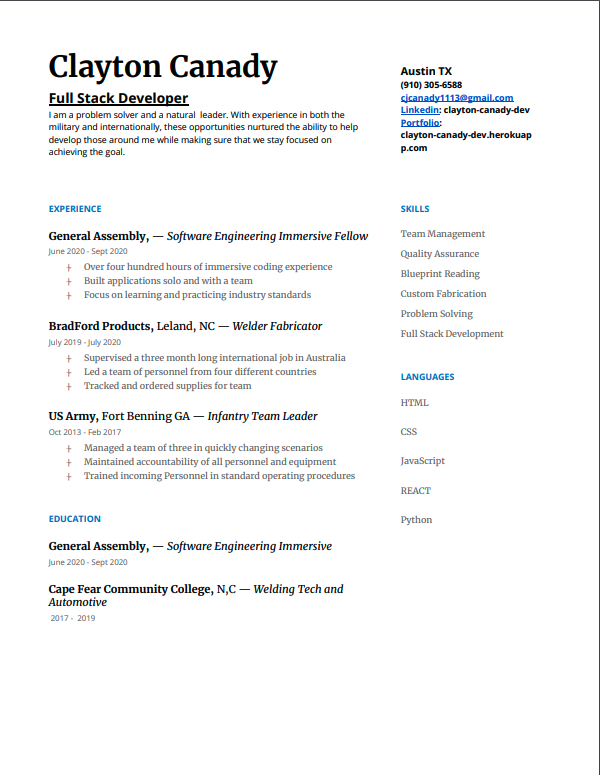 Clayton Canady
Full Stack Developer
I am a problem solver and a natural leader. With experience in both the
military and internationally, these opportunities nurtured the ability to help
develop those around me while making sure that we stay focused on
achieving the goal.
Austin TX
(910) 305-6588
cjcanady1113@gmail.com
Linkedin: clayton-canady-dev
Portfolio:
clayton-canady-dev.herokuap
p.com
EXPERIENCE
General Assembly, — Software Engineering Immersive Fellow
June 2020 - Sept 2020
Over four hundred hours of immersive coding experience
Built applications solo and with a team
Focus on learning and practicing industry standards
BradFord Products, Leland, NC — Welder Fabricator
July 2019 - July 2020
Supervised a three month long international job in Australia
Led a team of personnel from four different countries
Tracked and ordered supplies for team
US Army, Fort Benning GA — Infantry Team Leader
Oct 2013 - Feb 2017
Managed a team of three in quickly changing scenarios
Maintained accountability of all personnel and equipment
Trained incoming Personnel in standard operating procedures
EDUCATION
General Assembly, — Software Engineering Immersive
June 2020 - Sept 2020
Cape Fear Community College, N,C — Welding Tech and
Automotive
2017 - 2019
SKILLS
Team Management
Quality Assurance
Blueprint Reading
Custom Fabrication
Problem Solving
Full Stack Development
LANGUAGES
HTML
CSS
JavaScript
REACT
Python